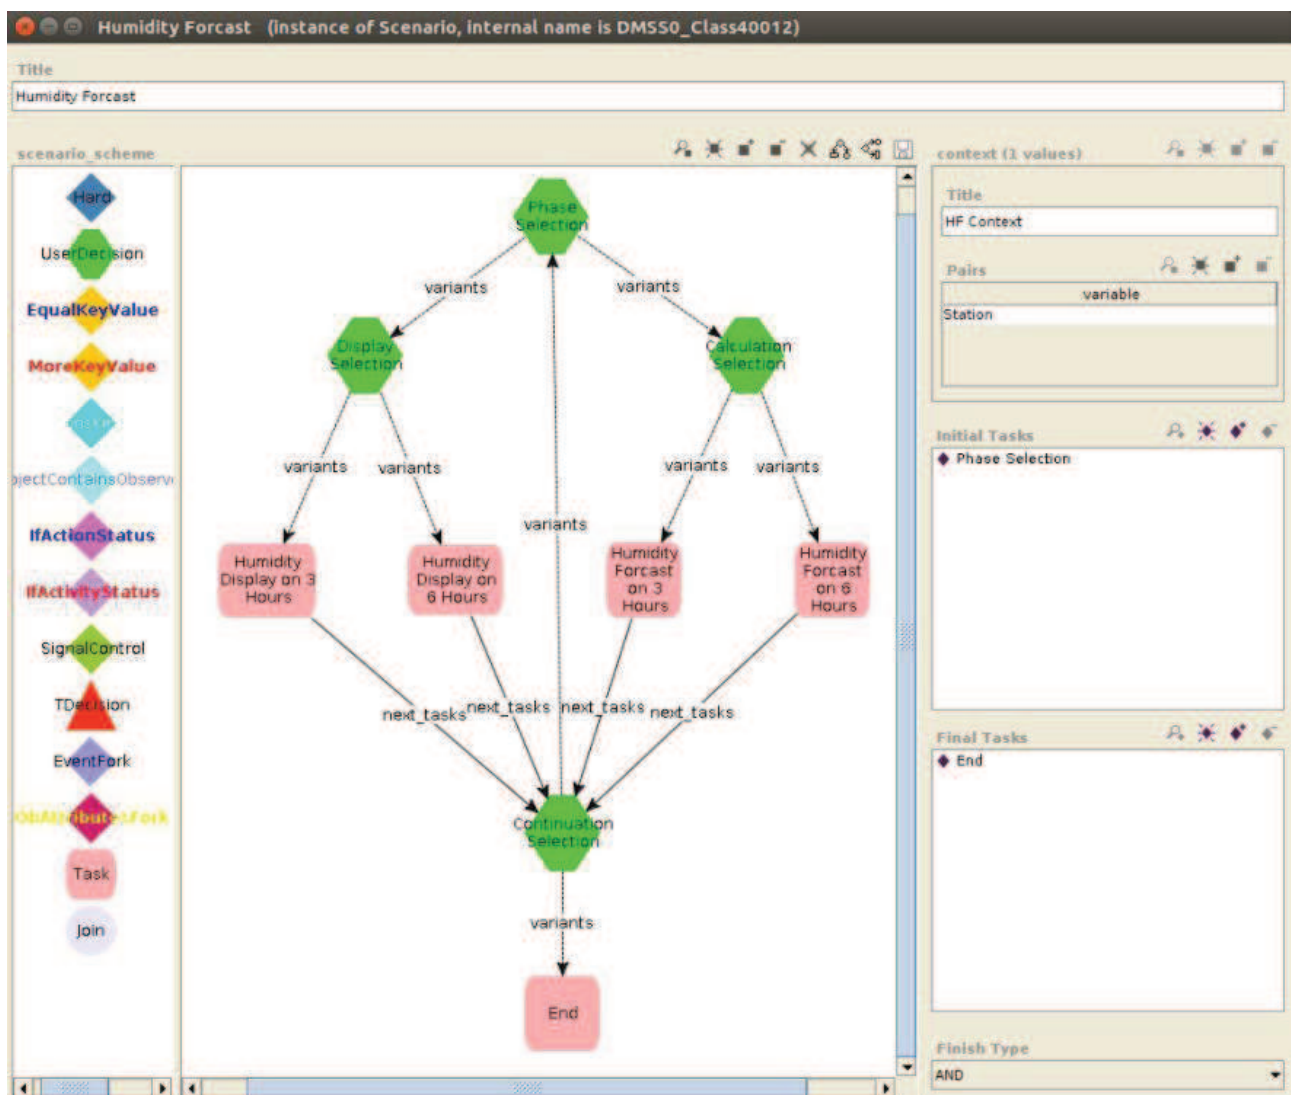 Humidity Forcast (instance of Scenario, internal name is DMSS0_Class40012)
Title
Humidity Forcast
scenario_scheme
Hard
UserDecision
EqualKeyValue
MoreKeyValue
jectContainsObserv
IfActionStatus
IfActivityStatus
SignalControl
TDecision
EventFork
Task
Join
Phase
Selection
variants
variants
Display
Selection
Calculation
Selection
variants
variants
variants
variants
variants
Humidity
Display on 3
Hours
Humidity
Display on
6 Hours
Humidity
Forcast
on 3
Hours
Humidity
Forcast
on 6
Hours
next_tasks
next_tasks
next_tasks
next_tasks
Continuation
Selection
variants
End
context (1 values)
Title
HF Context
Pairs
variable
Station
Initial Tasks
Phase Selection
Final Tasks
End
Finish Type
AND